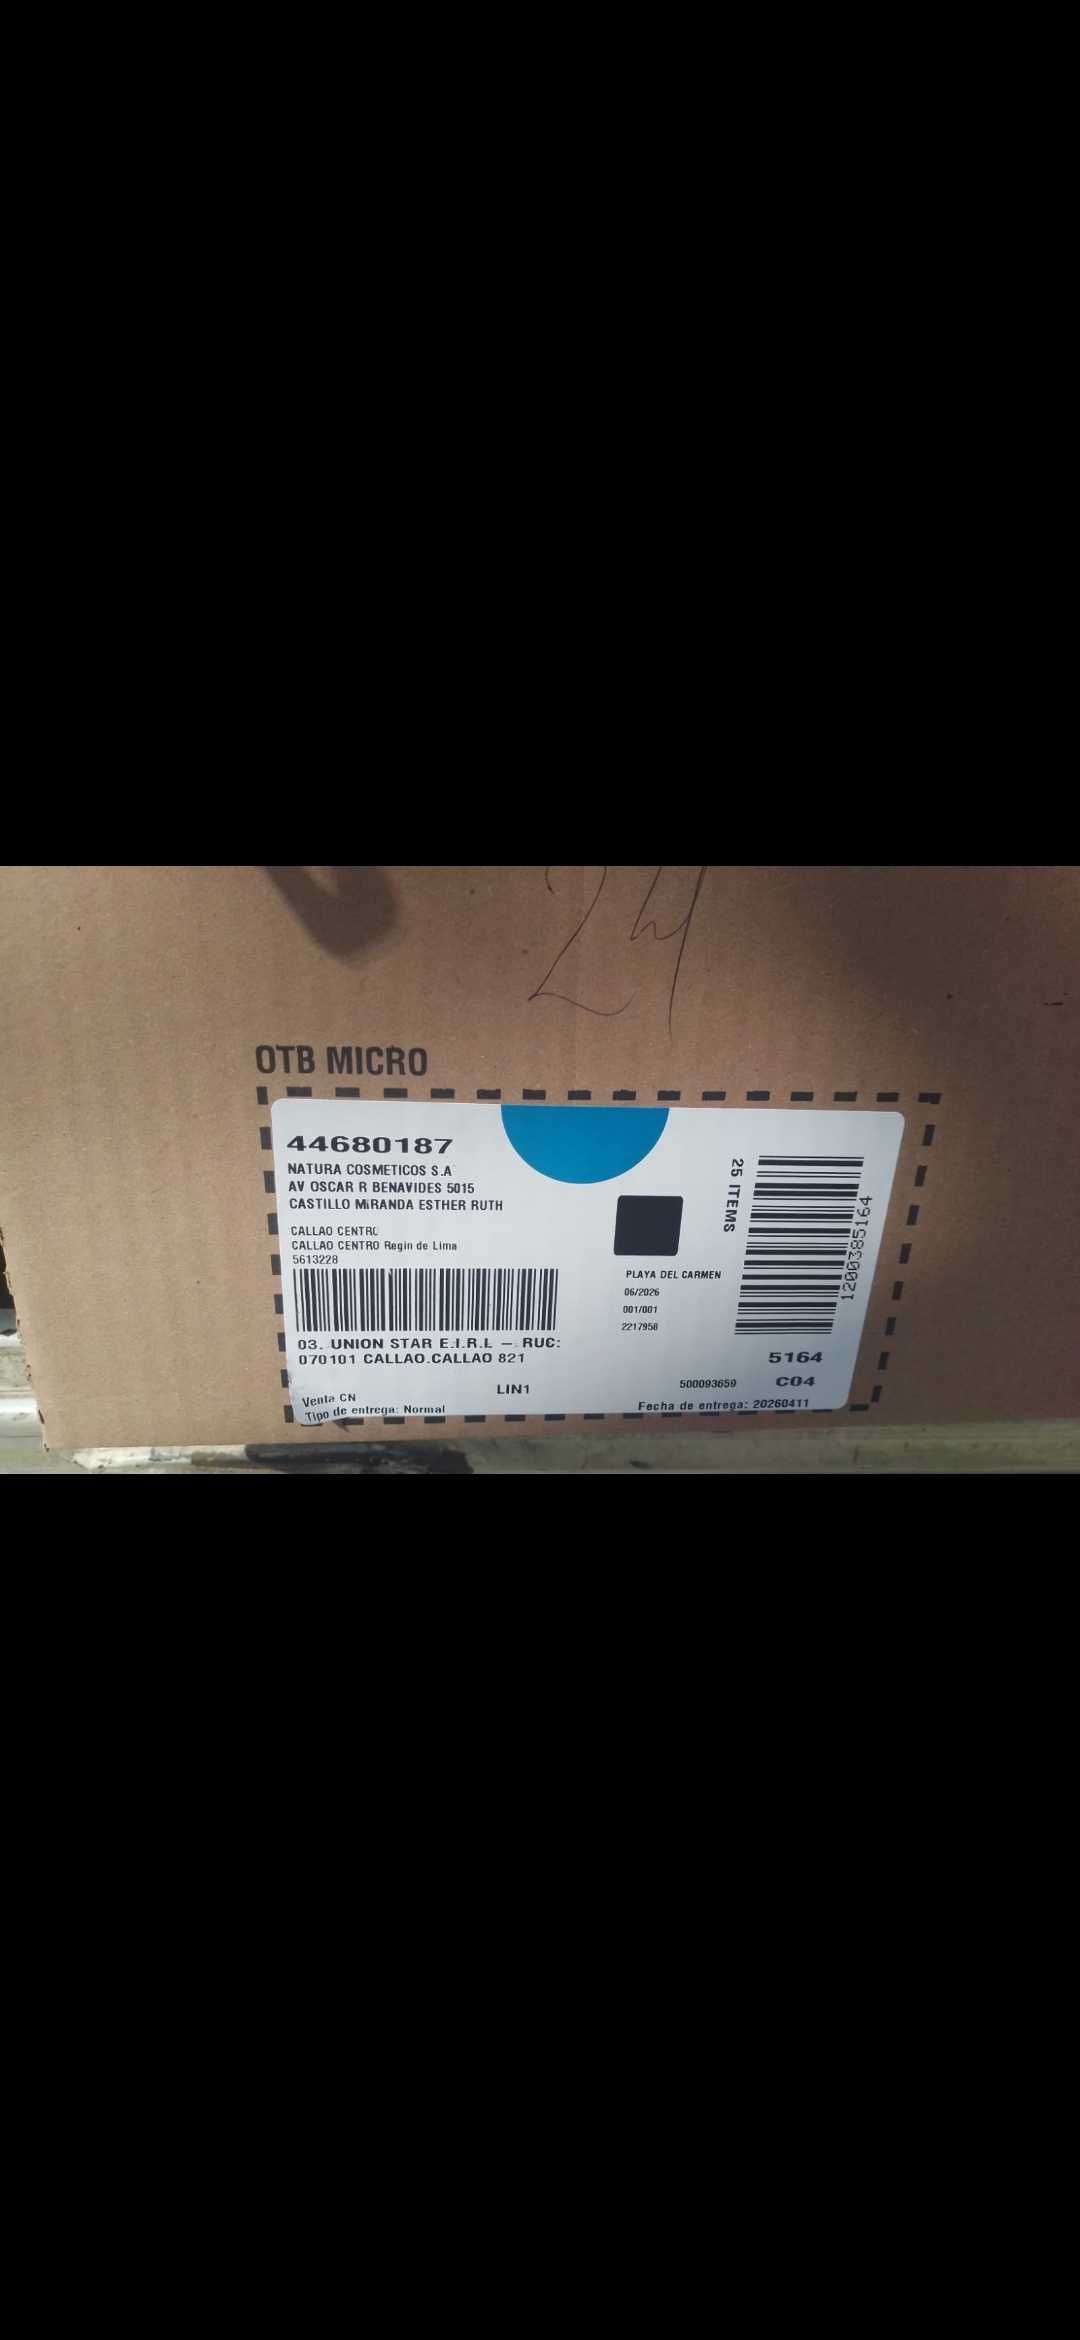 24
OTB MICRO
44680187
NATURA COSMETICOS S.A
AV OSCAR R BENAVIDES 5015
CASTILLO MIRANDA ESTHER RUTH
CALLAO CENTRO
CALLAO CENTRO Regin de Lima
5613228
03. UNION STAR E.I.R.L – RUC:
070101 CALLAO.CALLAO 821
LIN1
Venta CN
Tipo de entrega: Normal
PLAYA DEL CARMEN
06/2026
001/001
2217958
25 ITEMS
1200385164
5164
500093659 C04
Fecha de entrega: 20260411